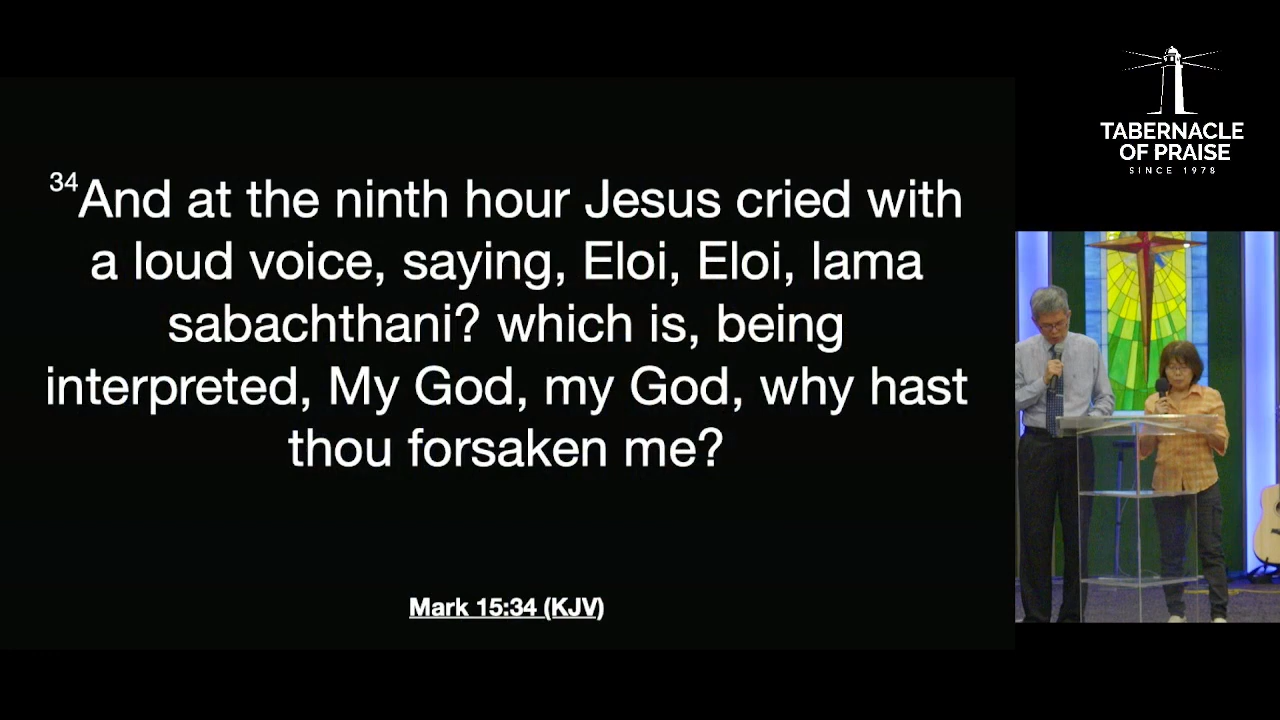 34And at the ninth hour Jesus cried with
a loud voice, saying, Eloi, Eloi, lama
sabachthani? which is, being
interpreted, My God, my God, why hast
thou forsaken me?
Mark 15:34 (KJV)
TABERNACLE
OF PRAISE
SINCE 1978